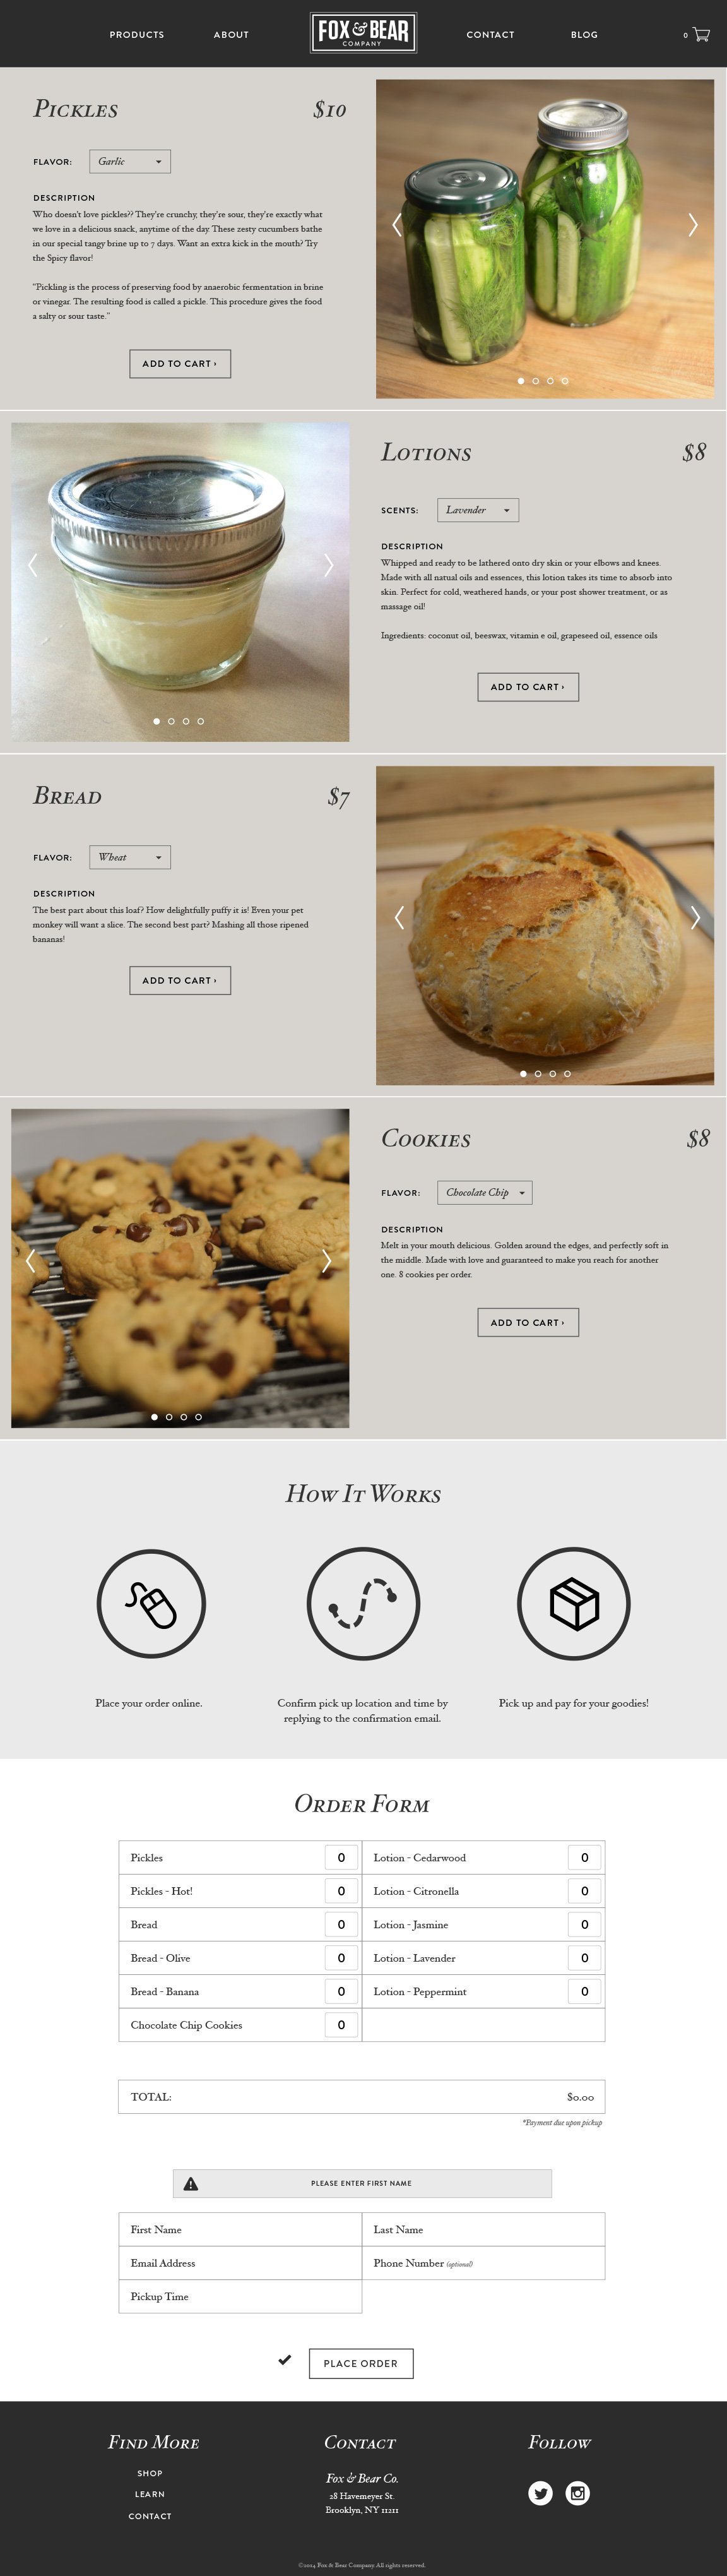 PRODUCTS
ABOUT
FOX & BEAR
COMPANY
CONTACT
BLOG
0
PICKLES
$10
FLAVOR:
Garlic
DESCRIPTION
Who doesn't love pickles?? They're crunchy, they're sour, they're exactly what
we love in a delicious snack, anytime of the day. These zesty cucumbers bathe
in our special tangy brine up to 7 days. Want an extra kick in the mouth? Try
the Spicy flavor!
"Pickling is the process of preserving food by anaerobic fermentation in brine
or vinegar. The resulting food is called a pickle. This procedure gives the food
a salty or sour taste."
ADD TO CART ›
LOTIONS
$8
SCENTS:
Lavender
DESCRIPTION
Whipped and ready to be lathered onto dry skin or your elbows and knees.
Made with all natual oils and essences, this lotion takes its time to absorb into
skin. Perfect for cold, weathered hands, or your post shower treatment, or as
massage oil!
Ingredients: coconut oil, beeswax, vitamin e oil, grapeseed oil, essence oils
ADD TO CART ›
BREAD
$7
FLAVOR:
Wheat
DESCRIPTION
The best part about this loaf? How delightfully puffy it is! Even your pet
monkey will want a slice. The second best part? Mashing all those ripened
bananas!
ADD TO CART ›
COOKIES
$8
FLAVOR:
Chocolate Chip
DESCRIPTION
Melt in your mouth delicious. Golden around the edges, and perfectly soft in
the middle. Made with love and guaranteed to make you reach for another
one. 8 cookies per order.
ADD TO CART ›
HOW IT WORKS
Place your order online.
Confirm pick up location and time by
replying to the confirmation email.
Pick up and pay for your goodies!
ORDER FORM
Pickles 0
Lotion - Cedarwood 0
Pickles - Hot! 0
Lotion - Citronella 0
Bread 0
Lotion - Jasmine 0
Bread - Olive 0
Lotion - Lavender 0
Bread - Banana 0
Lotion - Peppermint 0
Chocolate Chip Cookies 0
TOTAL: $0.00
*Payment due upon pickup
PLEASE ENTER FIRST NAME
First Name
Last Name
Email Address
Phone Number (optional)
Pickup Time
PLACE ORDER
FIND MORE
SHOP
LEARN
CONTACT
CONTACT
Fox & Bear Co.
28 Havemeyer St.
Brooklyn, NY 11211
FOLLOW
©2014 Fox & Bear Company. All rights reserved.